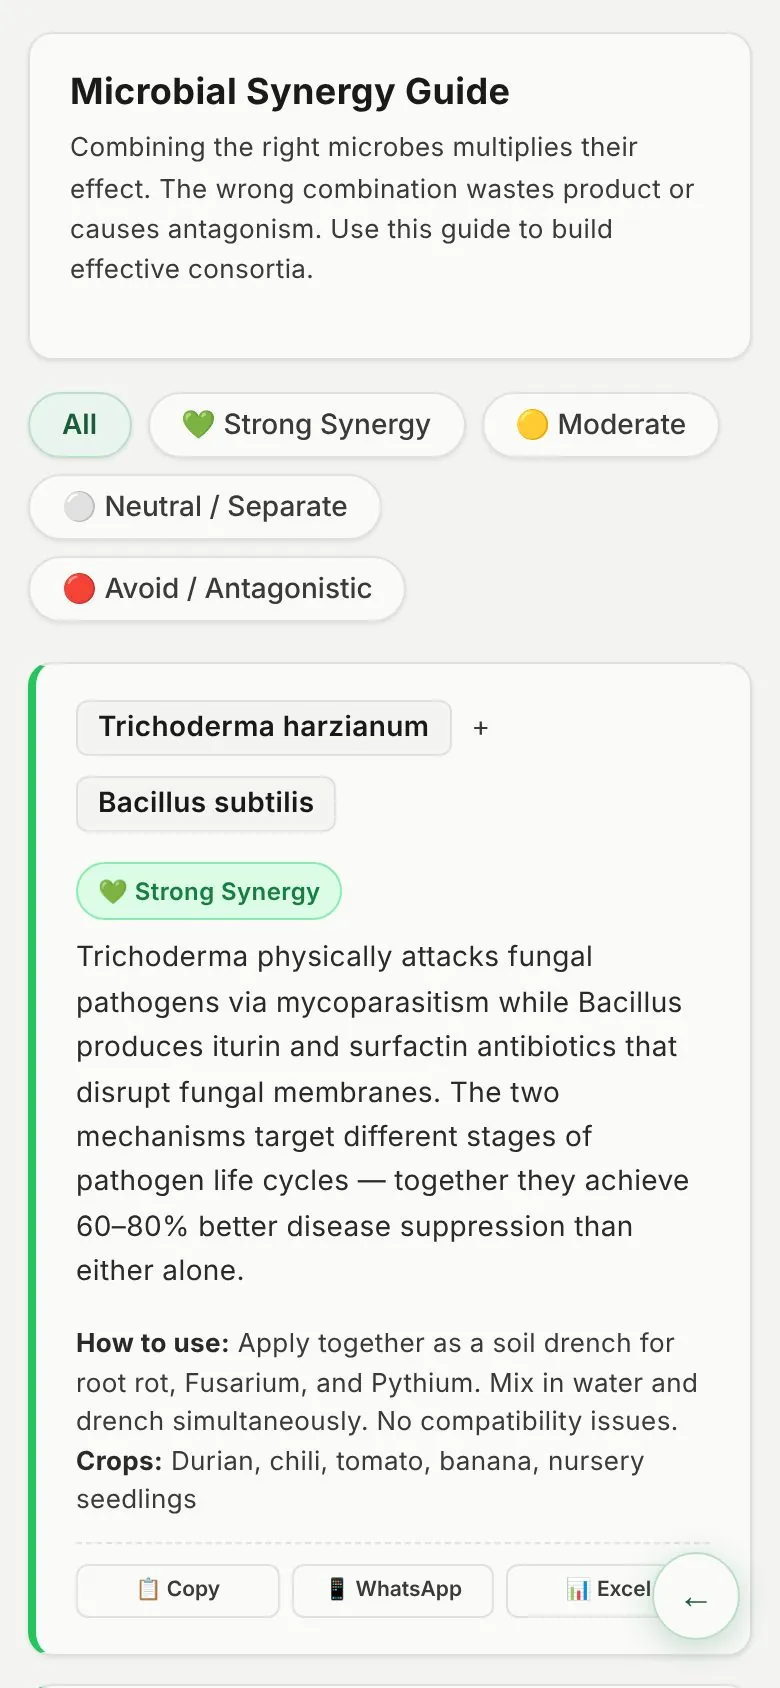 Microbial Synergy Guide
Combining the right microbes multiplies their
effect. The wrong combination wastes product or
causes antagonism. Use this guide to build
effective consortia.
All
💚 Strong Synergy
🟡 Moderate
⚪ Neutral / Separate
🔴 Avoid / Antagonistic
Trichoderma harzianum +
Bacillus subtilis
💚 Strong Synergy
Trichoderma physically attacks fungal
pathogens via mycoparasitism while Bacillus
produces iturin and surfactin antibiotics that
disrupt fungal membranes. The two
mechanisms target different stages of
pathogen life cycles — together they achieve
60–80% better disease suppression than
either alone.
How to use: Apply together as a soil drench for
root rot, Fusarium, and Pythium. Mix in water and
drench simultaneously. No compatibility issues.
Crops: Durian, chili, tomato, banana, nursery
seedlings
📋 Copy
📱 WhatsApp
📊 Excel
←